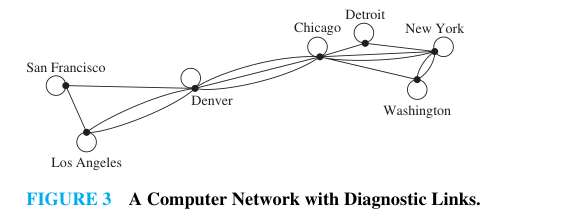 Detroit
Chicago
New York
San Francisco
Denver
Washington
Los Angeles
FIGURE 3 A Computer Network with Diagnostic Links.